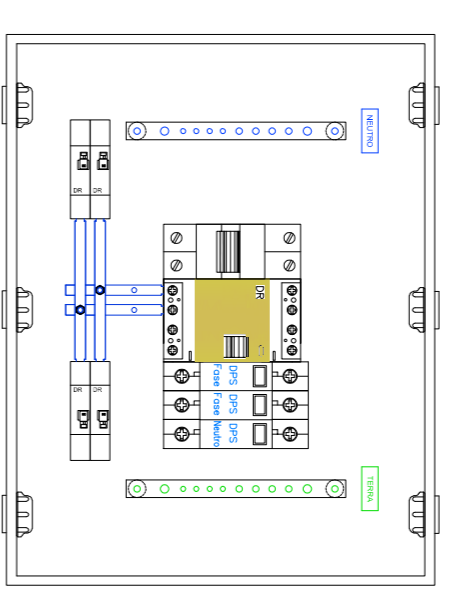 NEUTRO
DR DR
DR
DPS
Fase
DPS
Fase
DPS
Neutro
DR DR
TERRA